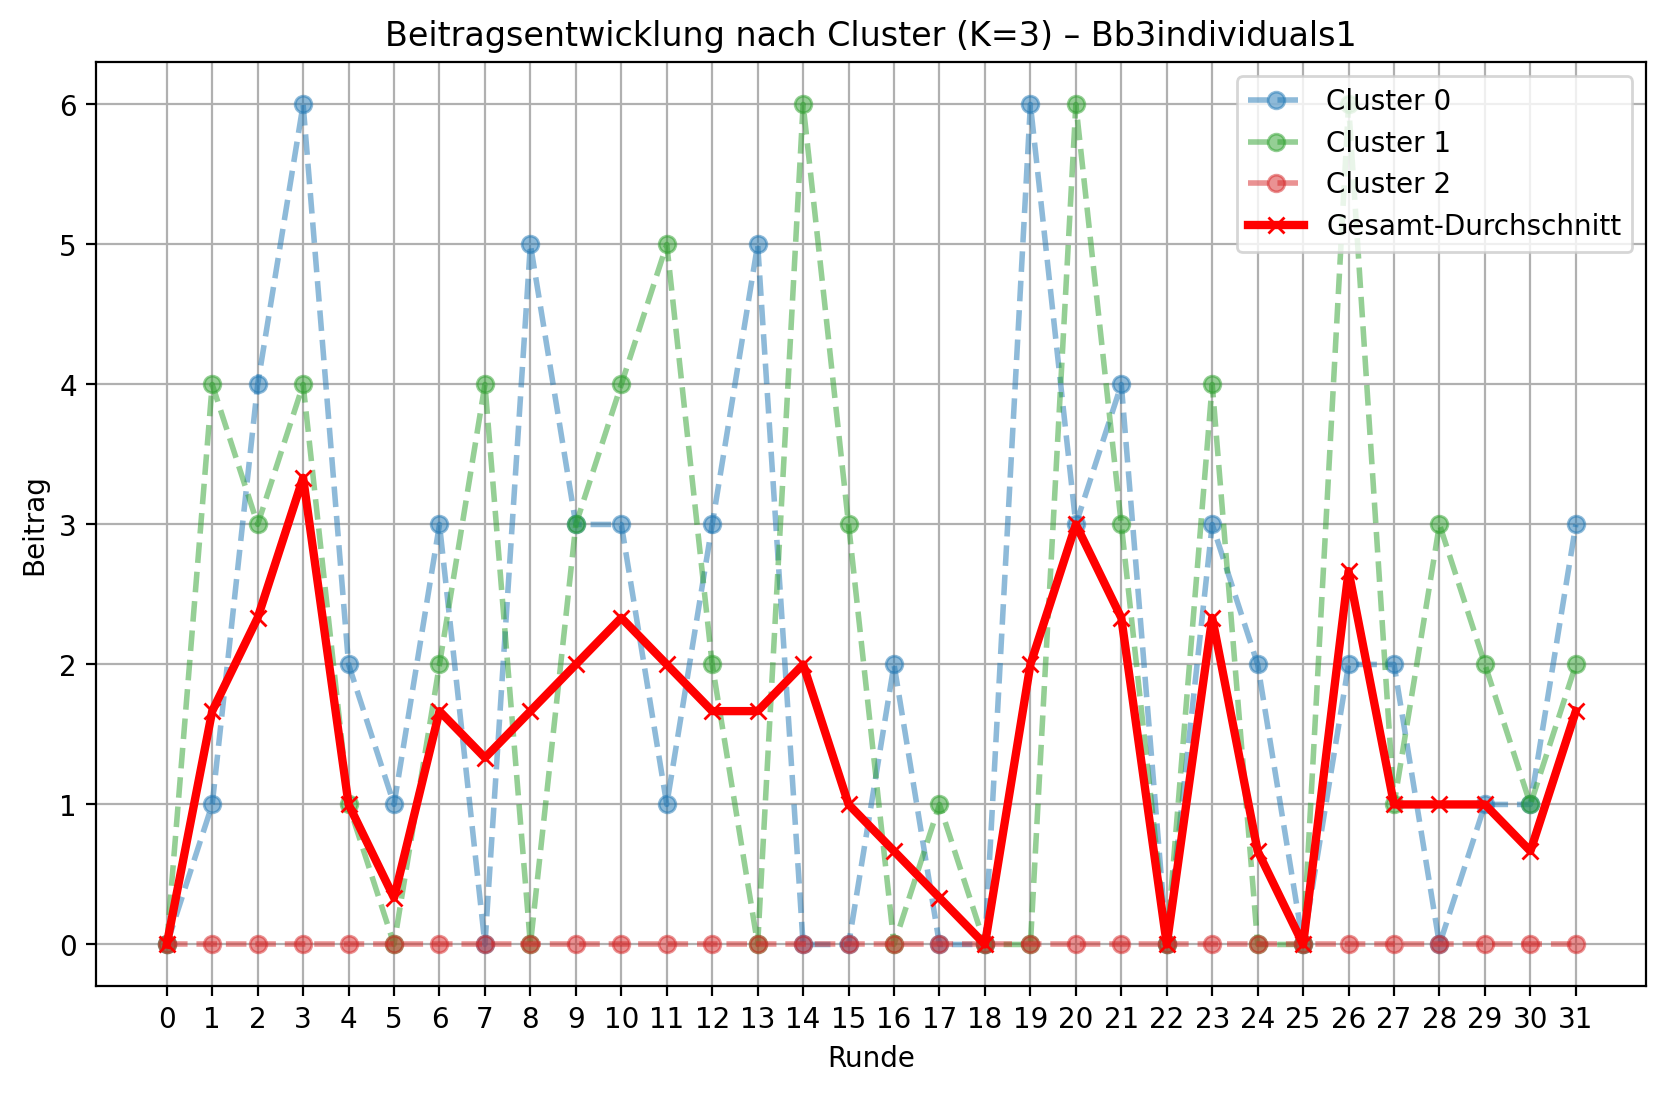 Beitragsentwicklung nach Cluster (K=3) – Bb3individuals1
Cluster 0
Cluster 1
Cluster 2
Gesamt-Durchschnitt
Beitrag
6
5
4
3
2
1
0
0 1 2 3 4 5 6 7 8 9 10 11 12 13 14 15 16 17 18 19 20 21 22 23 24 25 26 27 28 29 30 31
Runde